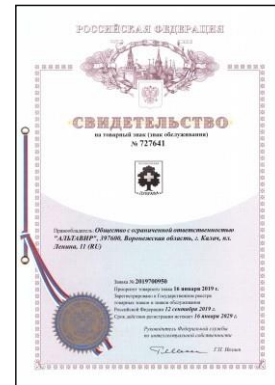 РОССИЙСКАЯ ФЕДЕРАЦИЯ
СВИДЕТЕЛЬСТВО
на товарный знак (знак обслуживания)
№ 727641
Правообладатель: Общество с ограниченной ответственностью
"АЛЬТАВИР", 397600, Воронежская область, г. Калач, пл.
Ленина, 11 (RU)
Заявка № 2019700950
Приоритет товарного знака 16 января 2019 г.
Зарегистрировано в Государственном реестре
товарных знаков и знаков обслуживания
Российской Федерации 12 сентября 2019 г.
Срок действия регистрации истекает 16 января 2029 г.
Руководитель Федеральной службы
по интеллектуальной собственности
Г.П. Ивлиев